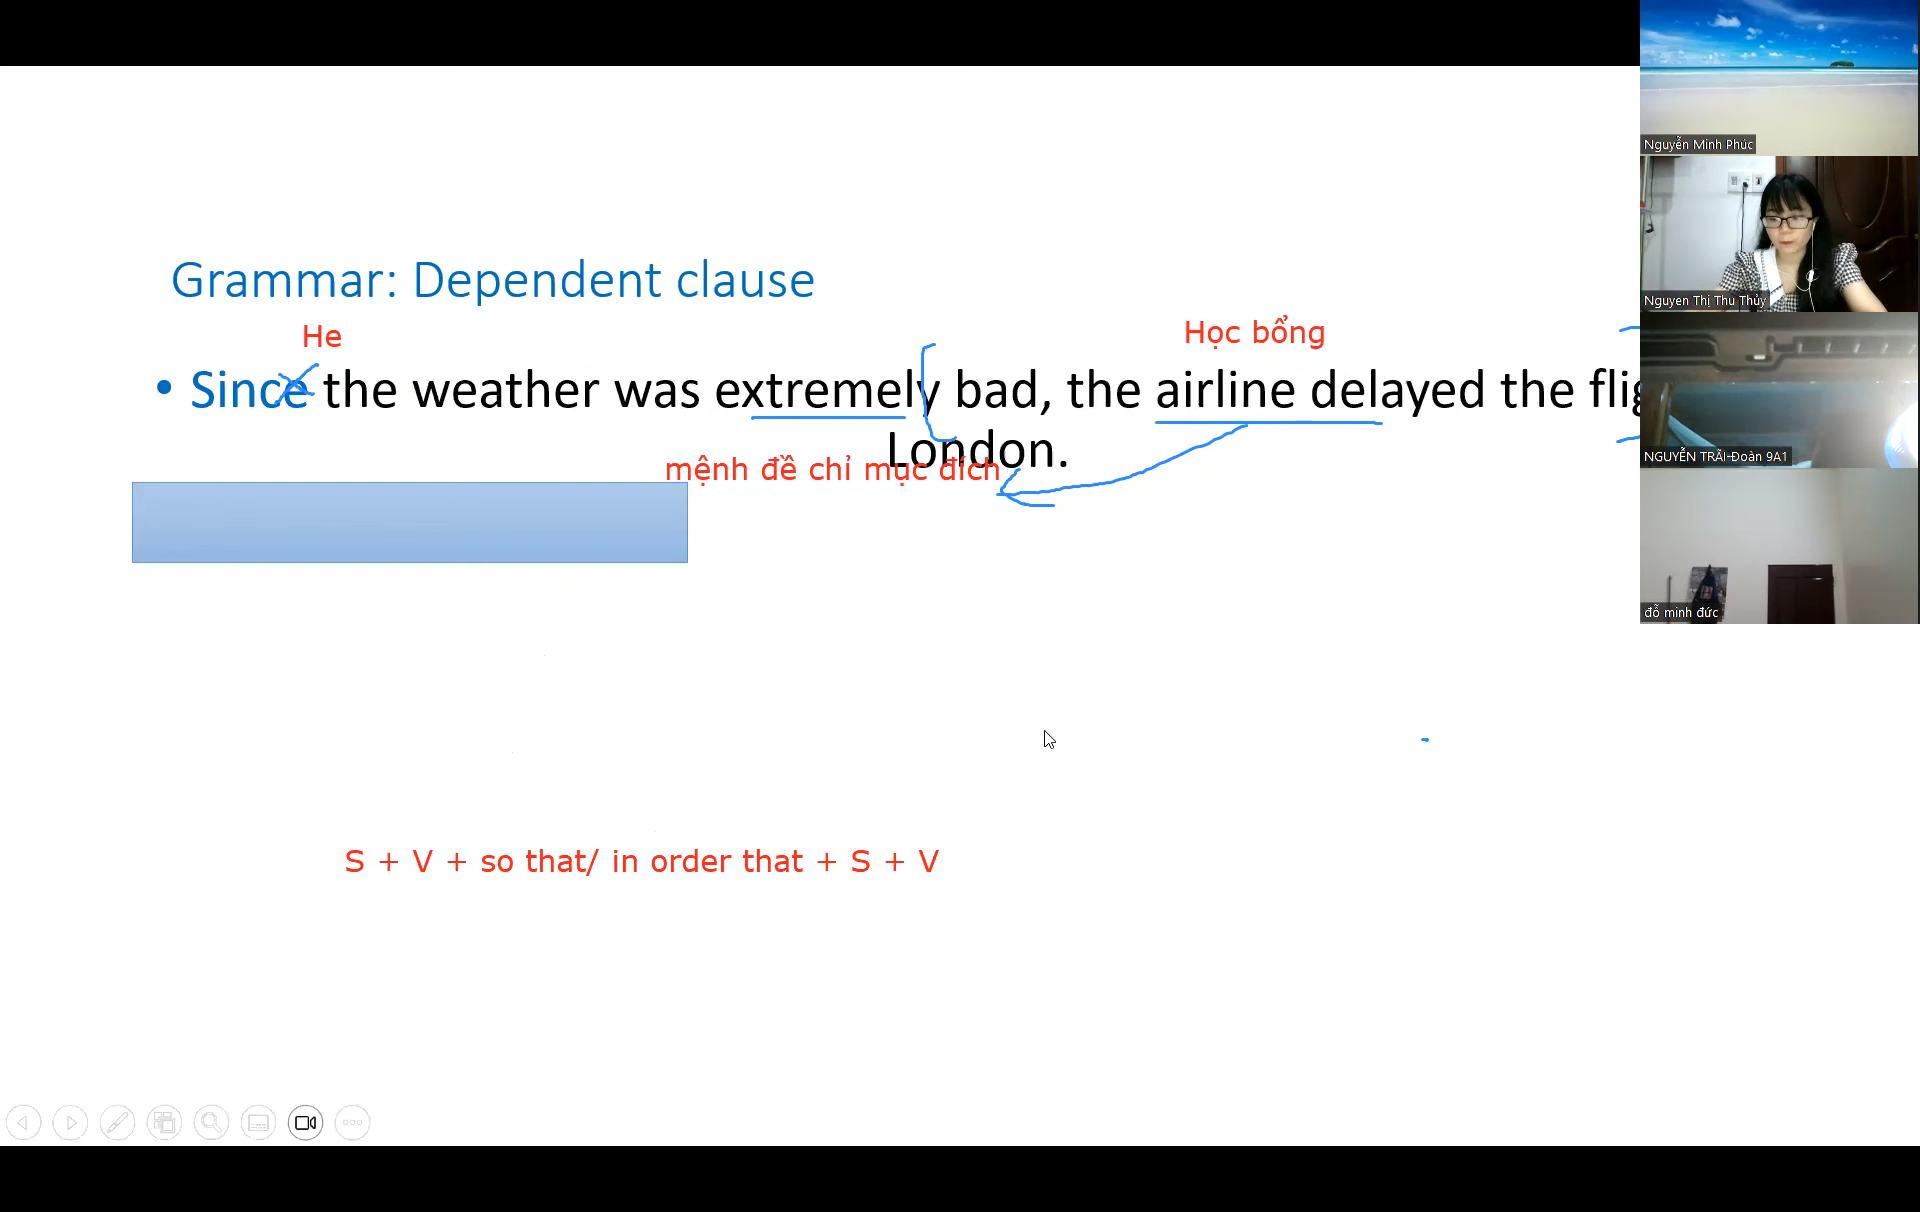 Grammar: Dependent clause
He
Học bổng
• Since the weather was extremely bad, the airline delayed the
London.
mệnh đề chỉ mục đích
S + V + so that/ in order that + S + V
Nguyễn Minh Phúc
Nguyen Thị Thu Thủy
NGUYỄN TRÃI-Đoàn 9A1
đỗ minh đức